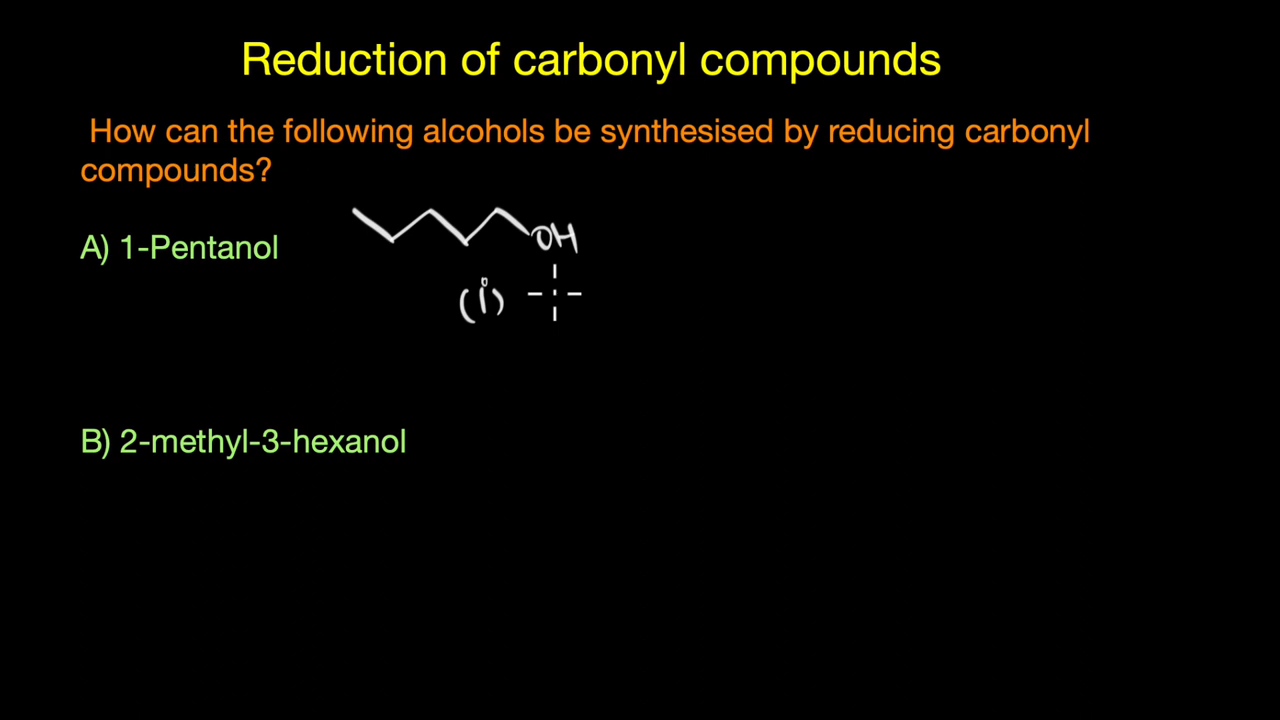 Reduction of carbonyl compounds
How can the following alcohols be synthesised by reducing carbonyl
compounds?
OH
A) 1-Pentanol
(i)
B) 2-methyl-3-hexanol